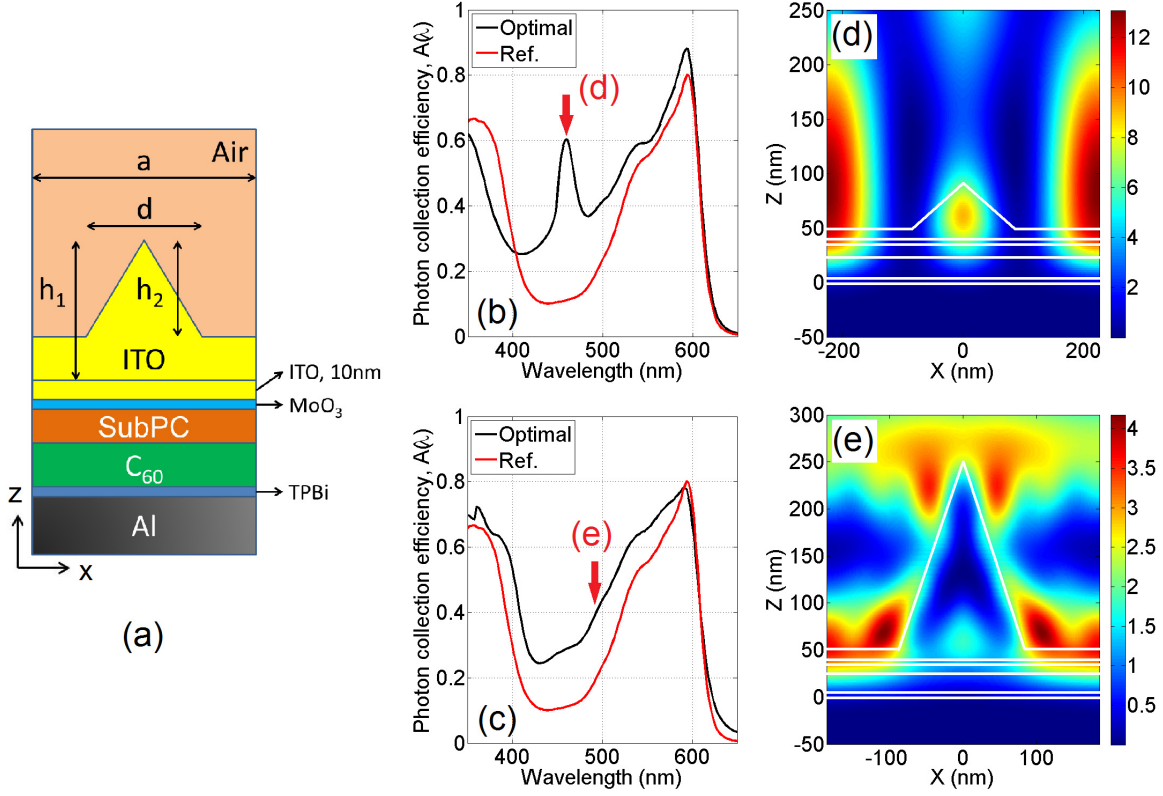 Air
a
d
h1
h2
ITO
ITO, 10nm
MoO3
SubPC
C60
TPBi
Al
z
x
(a)
Photon collection efficiency, A(λ)
1
0.8
0.6
0.4
0.2
0
Optimal
Ref.
(d)
(b)
400 500 600
Wavelength (nm)
Photon collection efficiency, A(λ)
1
0.8
0.6
0.4
0.2
0
Optimal
Ref.
(e)
(c)
400 500 600
Wavelength (nm)
Z (nm)
250
200
150
100
50
0
-50
(d)
-200 0 200
X (nm)
12
10
8
6
4
2
Z (nm)
300
250
200
150
100
50
0
-50
(e)
-100 0 100
X (nm)
4
3.5
3
2.5
2
1.5
1
0.5